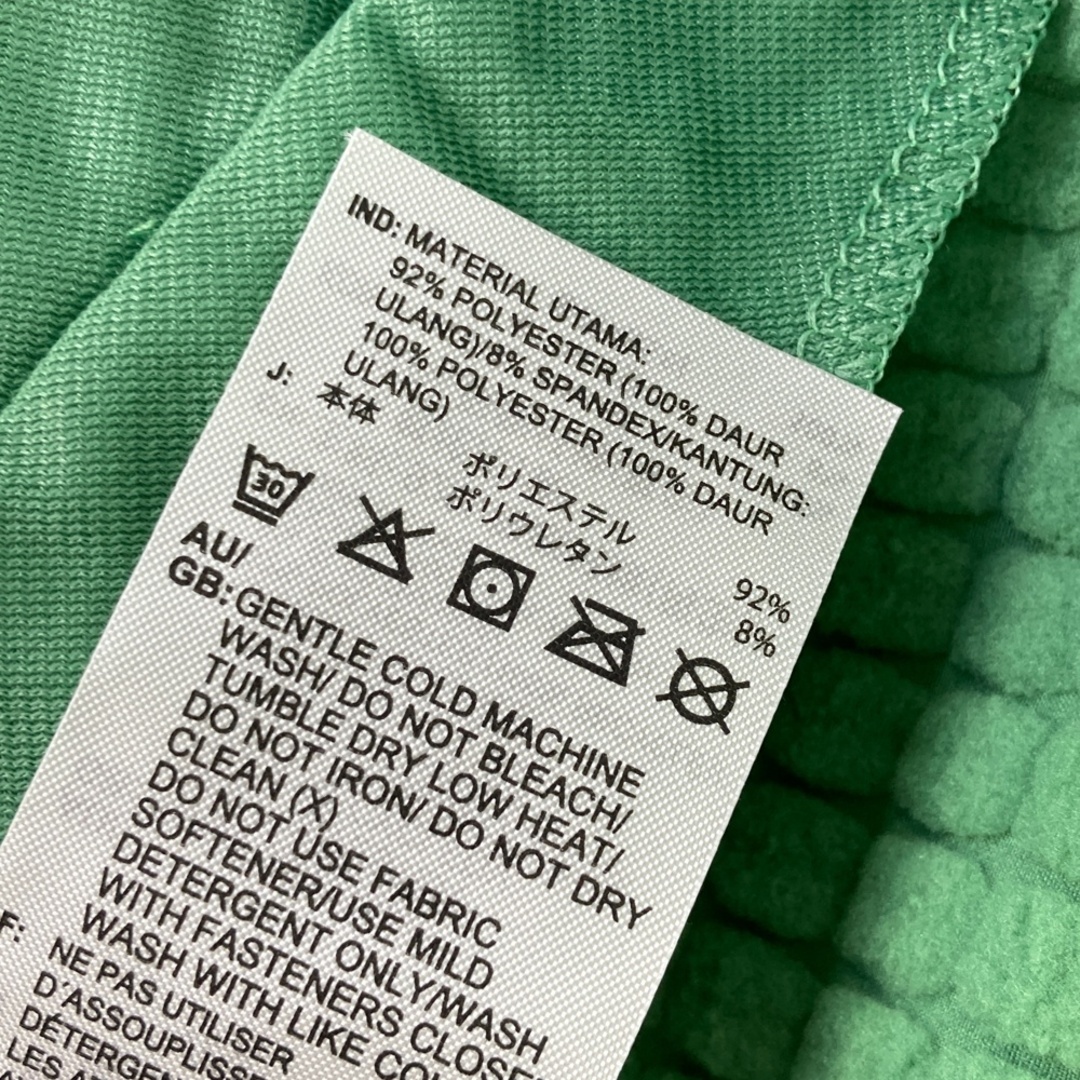 IND: MATERIAL UTAMA:
92% POLYESTER (100% DAUR
ULANG)/8% SPANDEX/KANTUNG:
100% POLYESTER (100% DAUR
ULANG)
J: 本体
ポリエステル 92%
ポリウレタン 8%
30
AU/
GB: GENTLE COLD MACHINE
WASH/ DO NOT BLEACH/
TUMBLE DRY LOW HEAT/
DO NOT IRON/ DO NOT DRY
CLEAN (X)
DO NOT USE FABRIC
SOFTENER/USE MILD
DETERGENT ONLY/WASH
WITH FASTENERS
WASH WITH LIKE
F: NE PAS UTILISER
LES